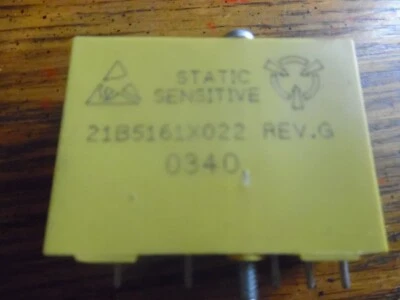 STATIC
SENSITIVE
21B5161X022 REV.G
0340